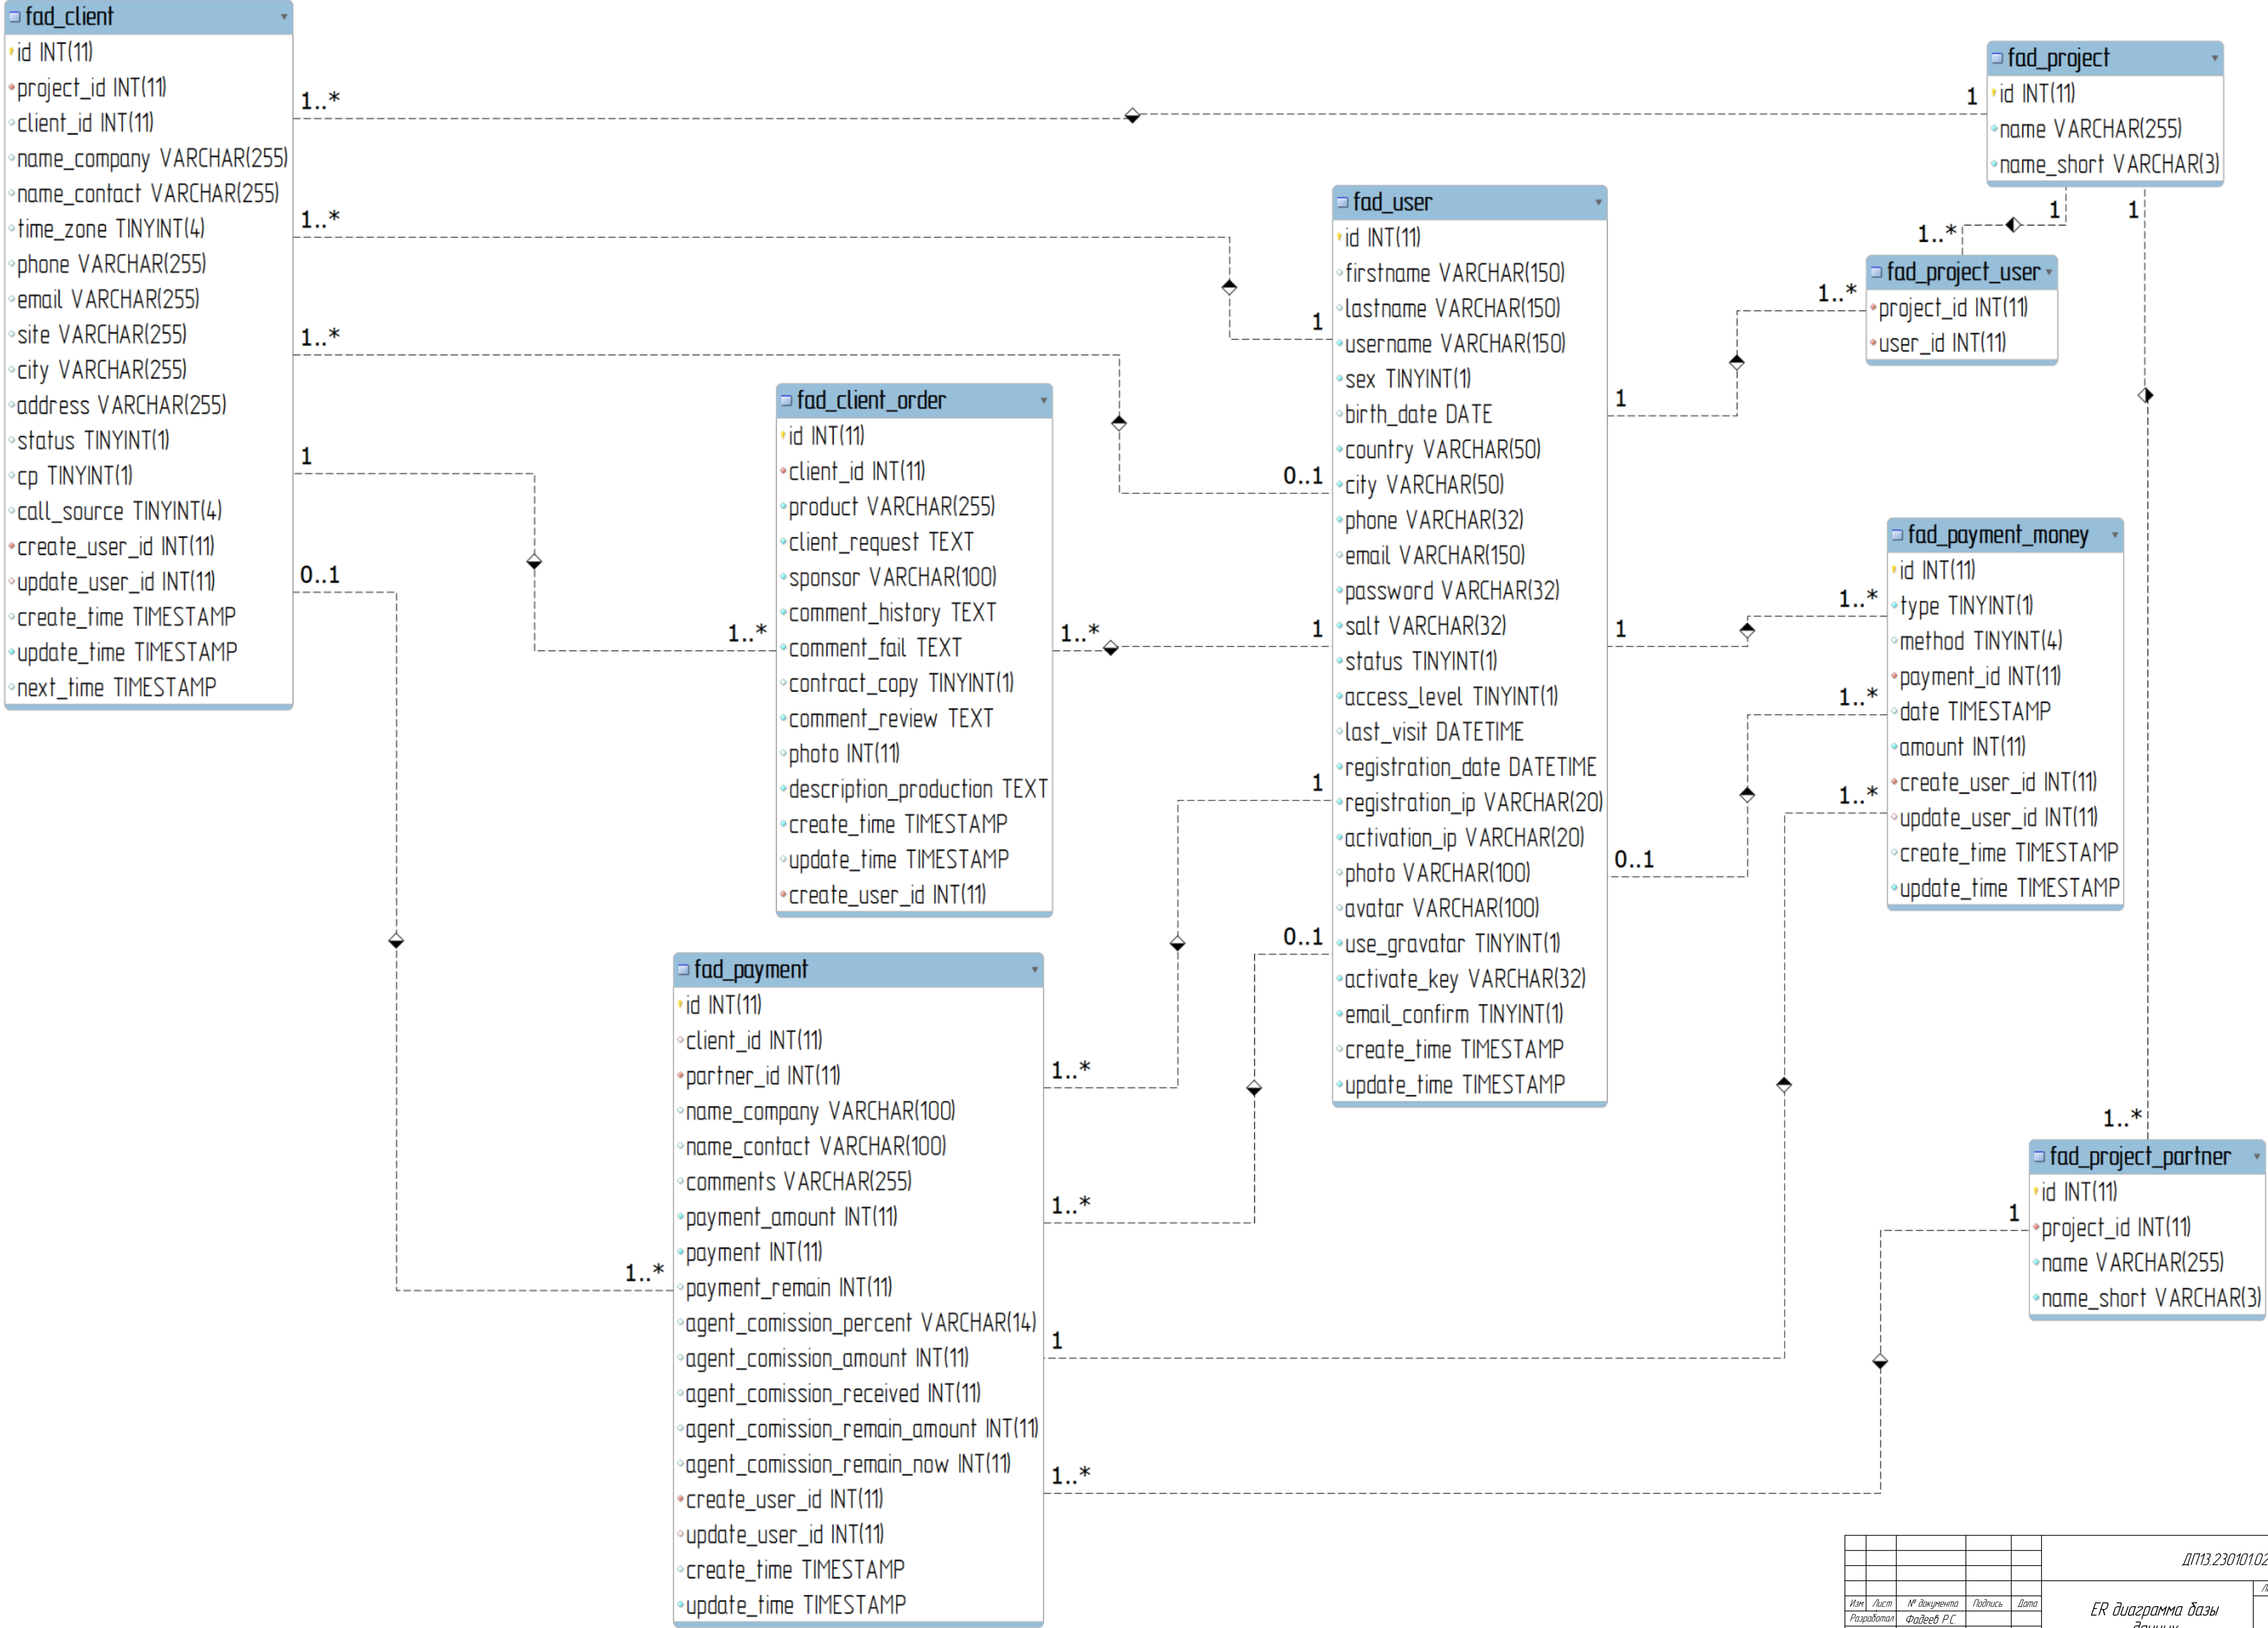 fad_client
id INT(11)
project_id INT(11)
client_id INT(11)
name_company VARCHAR(255)
name_contact VARCHAR(255)
time_zone TINYINT(4)
phone VARCHAR(255)
email VARCHAR(255)
site VARCHAR(255)
city VARCHAR(255)
address VARCHAR(255)
status TINYINT(1)
cp TINYINT(1)
call_source TINYINT(4)
create_user_id INT(11)
update_user_id INT(11)
create_time TIMESTAMP
update_time TIMESTAMP
next_time TIMESTAMP
1..*
1
1..*
1
1..*
0..1
1
1..*
0..1
1..*
fad_client_order
id INT(11)
client_id INT(11)
product VARCHAR(255)
client_request TEXT
sponsor VARCHAR(100)
comment_history TEXT
comment_fail TEXT
contract_copy TINYINT(1)
comment_review TEXT
photo INT(11)
description_production TEXT
create_time TIMESTAMP
update_time TIMESTAMP
create_user_id INT(11)
1..*
1
fad_payment
id INT(11)
client_id INT(11)
partner_id INT(11)
name_company VARCHAR(100)
name_contact VARCHAR(100)
comments VARCHAR(255)
payment_amount INT(11)
payment INT(11)
payment_remain INT(11)
agent_comission_percent VARCHAR(14)
agent_comission_amount INT(11)
agent_comission_received INT(11)
agent_comission_remain_amount INT(11)
agent_comission_remain_now INT(11)
create_user_id INT(11)
update_user_id INT(11)
create_time TIMESTAMP
update_time TIMESTAMP
1..*
1
1..*
0..1
1
1..*
1..*
1
fad_user
id INT(11)
firstname VARCHAR(150)
lastname VARCHAR(150)
username VARCHAR(150)
sex TINYINT(1)
birth_date DATE
country VARCHAR(50)
city VARCHAR(50)
phone VARCHAR(32)
email VARCHAR(150)
password VARCHAR(32)
salt VARCHAR(32)
status TINYINT(1)
access_level TINYINT(1)
last_visit DATETIME
registration_date DATETIME
registration_ip VARCHAR(20)
activation_ip VARCHAR(20)
photo VARCHAR(100)
avatar VARCHAR(100)
use_gravatar TINYINT(1)
activate_key VARCHAR(32)
email_confirm TINYINT(1)
create_time TIMESTAMP
update_time TIMESTAMP
1
1..*
1
1..*
0..1
1..*
fad_project
id INT(11)
name VARCHAR(255)
name_short VARCHAR(3)
1
1..*
1
1..*
fad_project_user
project_id INT(11)
user_id INT(11)
fad_payment_money
id INT(11)
type TINYINT(1)
method TINYINT(4)
payment_id INT(11)
date TIMESTAMP
amount INT(11)
create_user_id INT(11)
update_user_id INT(11)
create_time TIMESTAMP
update_time TIMESTAMP
fad_project_partner
id INT(11)
project_id INT(11)
name VARCHAR(255)
name_short VARCHAR(3)
ДП13.230101.02
Изм Лист № документа Подпись Дата
Разработал Фадеев Р.С.
ER диаграмма базы